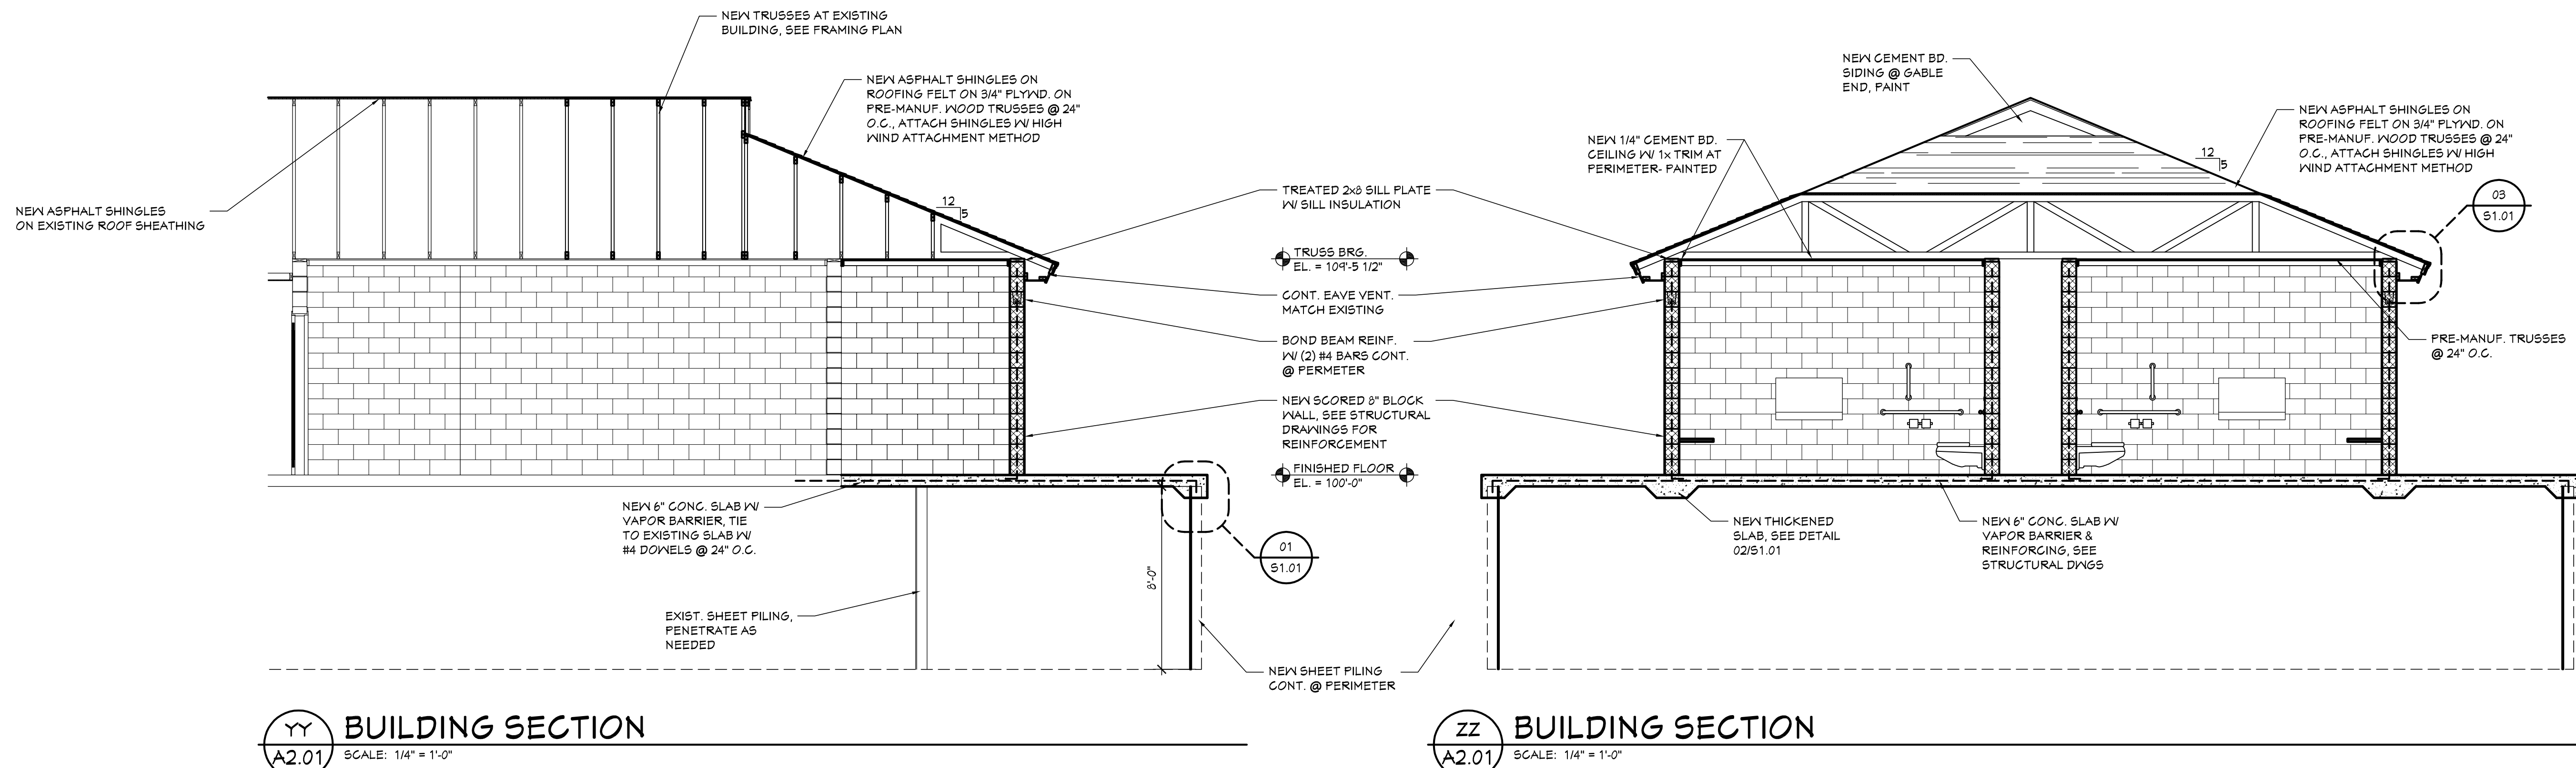 NEW TRUSSES AT EXISTING
BUILDING, SEE FRAMING PLAN
NEW ASPHALT SHINGLES ON
ROOFING FELT ON 3/4" PLYWD. ON
PRE-MANUF. WOOD TRUSSES @ 24"
O.C., ATTACH SHINGLES W/ HIGH
WIND ATTACHMENT METHOD
NEW ASPHALT SHINGLES
ON EXISTING ROOF SHEATHING
12
5
NEW 6" CONC. SLAB W/
VAPOR BARRIER, TIE
TO EXISTING SLAB W/
#4 DOWELS @ 24" O.C.
EXIST. SHEET PILING,
PENETRATE AS
NEEDED
8'-0"
01
S1.01
TREATED 2x8 SILL PLATE
W/ SILL INSULATION
TRUSS BRG.
EL. = 109'-5 1/2"
CONT. EAVE VENT.
MATCH EXISTING
BOND BEAM REINF.
W/ (2) #4 BARS CONT.
@ PERMETER
NEW SCORED 8" BLOCK
WALL, SEE STRUCTURAL
DRAWINGS FOR
REINFORCEMENT
FINISHED FLOOR
EL. = 100'-0"
NEW SHEET PILING
CONT. @ PERIMETER
NEW CEMENT BD.
SIDING @ GABLE
END, PAINT
NEW 1/4" CEMENT BD.
CEILING W/ 1x TRIM AT
PERIMETER- PAINTED
NEW ASPHALT SHINGLES ON
ROOFING FELT ON 3/4" PLYWD. ON
PRE-MANUF. WOOD TRUSSES @ 24"
O.C., ATTACH SHINGLES W/ HIGH
WIND ATTACHMENT METHOD
12
5
03
S1.01
PRE-MANUF. TRUSSES
@ 24" O.C.
NEW THICKENED
SLAB, SEE DETAIL
02/S1.01
NEW 6" CONC. SLAB W/
VAPOR BARRIER &
REINFORCING, SEE
STRUCTURAL DWGS
YY
A2.01
BUILDING SECTION
SCALE: 1/4" = 1'-0"
ZZ
A2.01
BUILDING SECTION
SCALE: 1/4" = 1'-0"